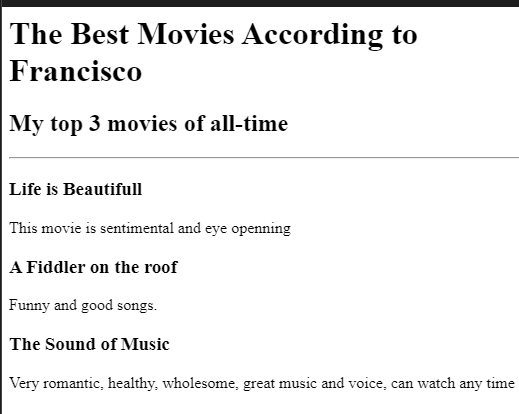 The Best Movies According to
Francisco
My top 3 movies of all-time
Life is Beautifull
This movie is sentimental and eye openning
A Fiddler on the roof
Funny and good songs.
The Sound of Music
Very romantic, healthy, wholesome, great music and voice, can watch any time